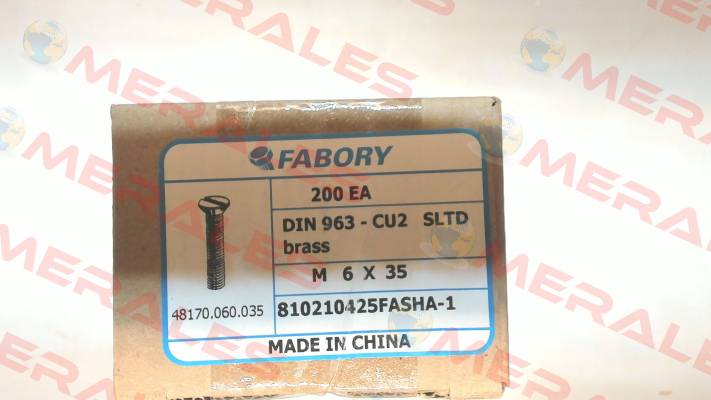 FABORY
200 EA
DIN 963 - CU2 SLTD
brass
M 6 X 35
48170.060.035
810210425FASHA-1
MADE IN CHINA
MERALES
MERALES
MERALES
MERALES
MERALES
MERALES